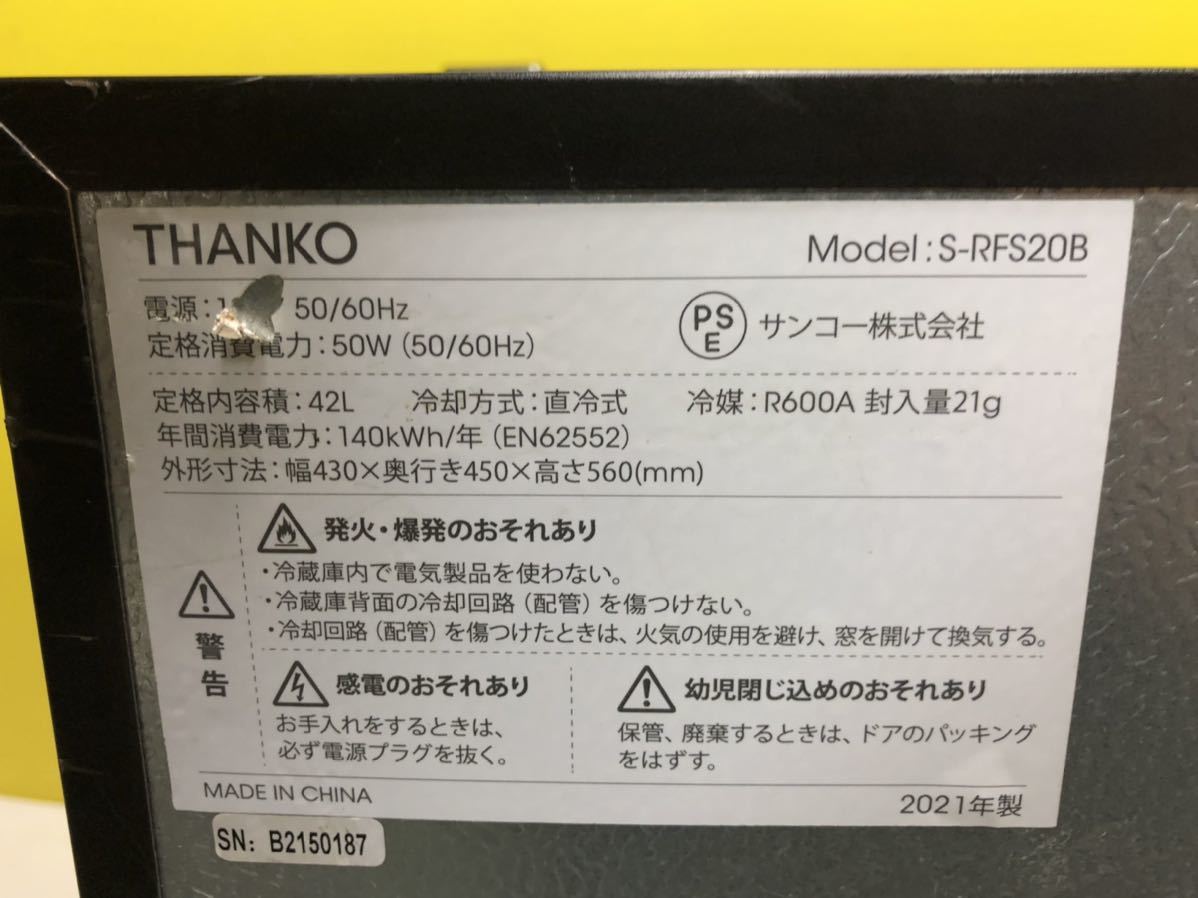 THANKO
Model : S-RFS20B
電源 : 50/60Hz
定格消費電力 : 50W (50/60Hz)
PSE サンコー株式会社
定格内容積 : 42L 冷却方式 : 直冷式 冷媒 : R600A 封入量21g
年間消費電力 : 140kWh/年 (EN62552)
外形寸法 : 幅430×奥行き450×高さ560(mm)
警告
発火・爆発のおそれあり
・冷蔵庫内で電気製品を使わない。
・冷蔵庫背面の冷却回路（配管）を傷つけない。
・冷却回路（配管）を傷つけたときは、火気の使用を避け、窓を開けて換気する。
感電のおそれあり
お手入れをするときは、
必ず電源プラグを抜く。
幼児閉じ込めのおそれあり
保管、廃棄するときは、ドアのパッキング
をはずす。
MADE IN CHINA
2021年製
SN: B2150187